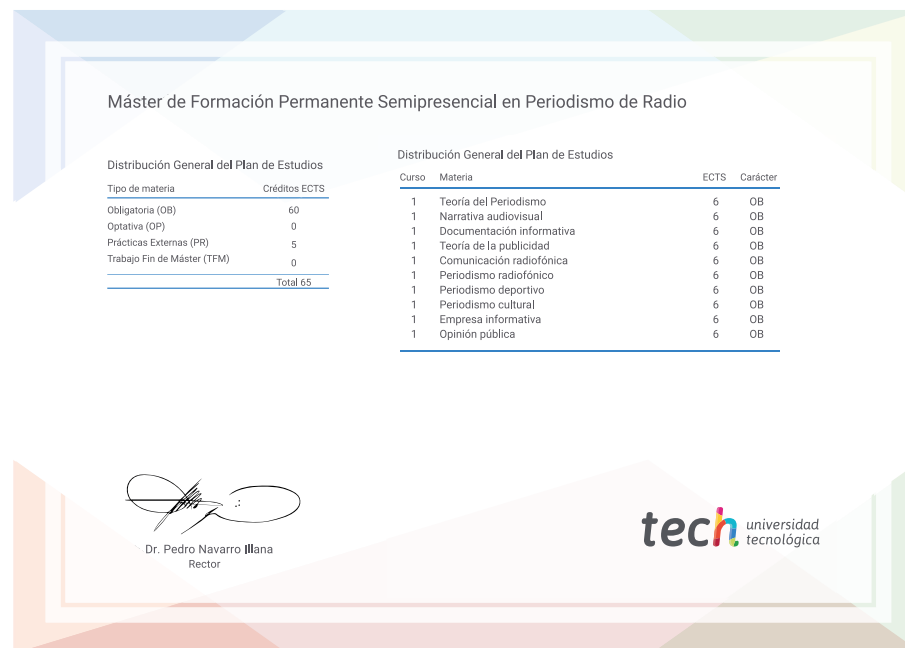 Máster de Formación Permanente Semipresencial en Periodismo de Radio
Distribución General del Plan de Estudios
Tipo de materia Créditos ECTS
Obligatoria (OB) 60
Optativa (OP) 0
Prácticas Externas (PR) 5
Trabajo Fin de Máster (TFM) 0
Total 65
Distribución General del Plan de Estudios
Curso Materia ECTS Carácter
1 Teoría del Periodismo 6 OB
1 Narrativa audiovisual 6 OB
1 Documentación informativa 6 OB
1 Teoría de la publicidad 6 OB
1 Comunicación radiofónica 6 OB
1 Periodismo radiofónico 6 OB
1 Periodismo deportivo 6 OB
1 Periodismo cultural 6 OB
1 Empresa informativa 6 OB
1 Opinión pública 6 OB
Dr. Pedro Navarro Illana
Rector
tech universidad
tecnológica